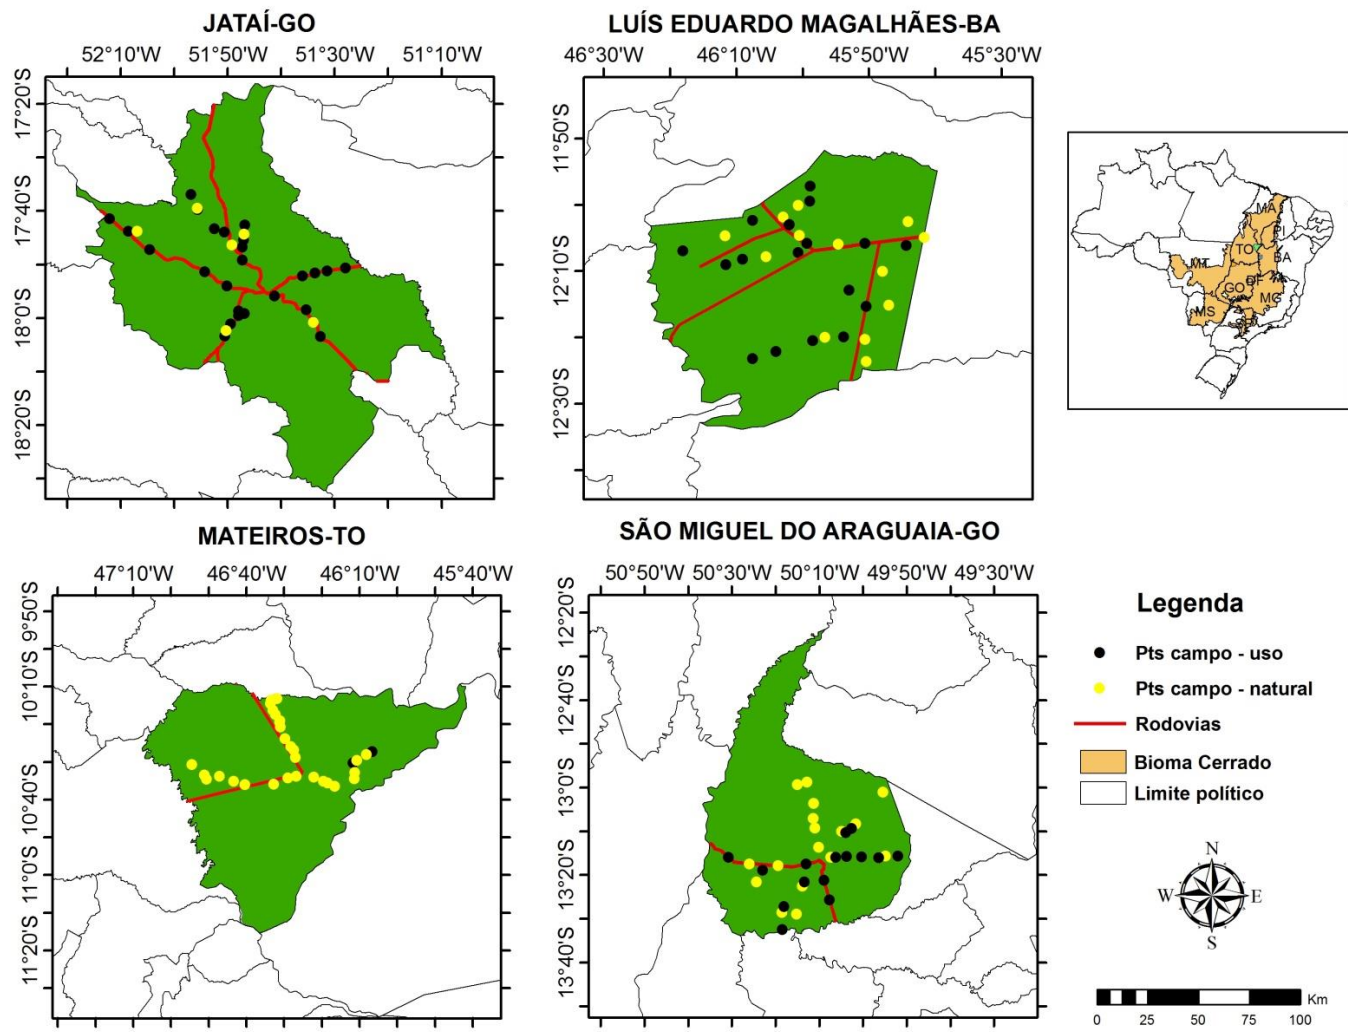 JATAÍ-GO
52°10'W 51°50'W 51°30'W 51°10'W
17°20'S
17°40'S
18°00'S
18°20'S
LUÍS EDUARDO MAGALHÃES-BA
46°30'W 46°10'W 45°50'W 45°30'W
11°50'S
12°10'S
12°30'S
MA
PI
TO
BA
MT
DF
GO
MG
MS
SP
MATEIROS-TO
47°10'W 46°40'W 46°10'W 45°40'W
9°50'S
10°10'S
10°40'S
11°00'S
11°20'S
SÃO MIGUEL DO ARAGUAIA-GO
50°50'W 50°30'W 50°10'W 49°50'W 49°30'W
12°20'S
12°40'S
13°00'S
13°20'S
13°40'S
Legenda
Pts campo - uso
Pts campo - natural
Rodovias
Bioma Cerrado
Limite político
N
W E
S
Km
0 25 50 75 100